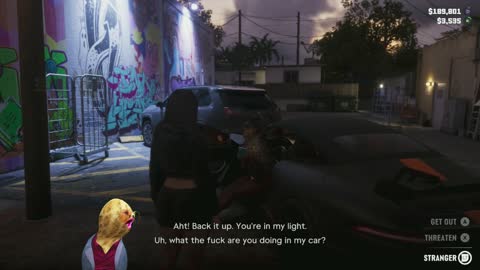 $189,801
$3,535
Aht! Back it up. You're in my light.
Uh, what the fuck are you doing in my car?
GET OUT
THREATEN
STRANGER